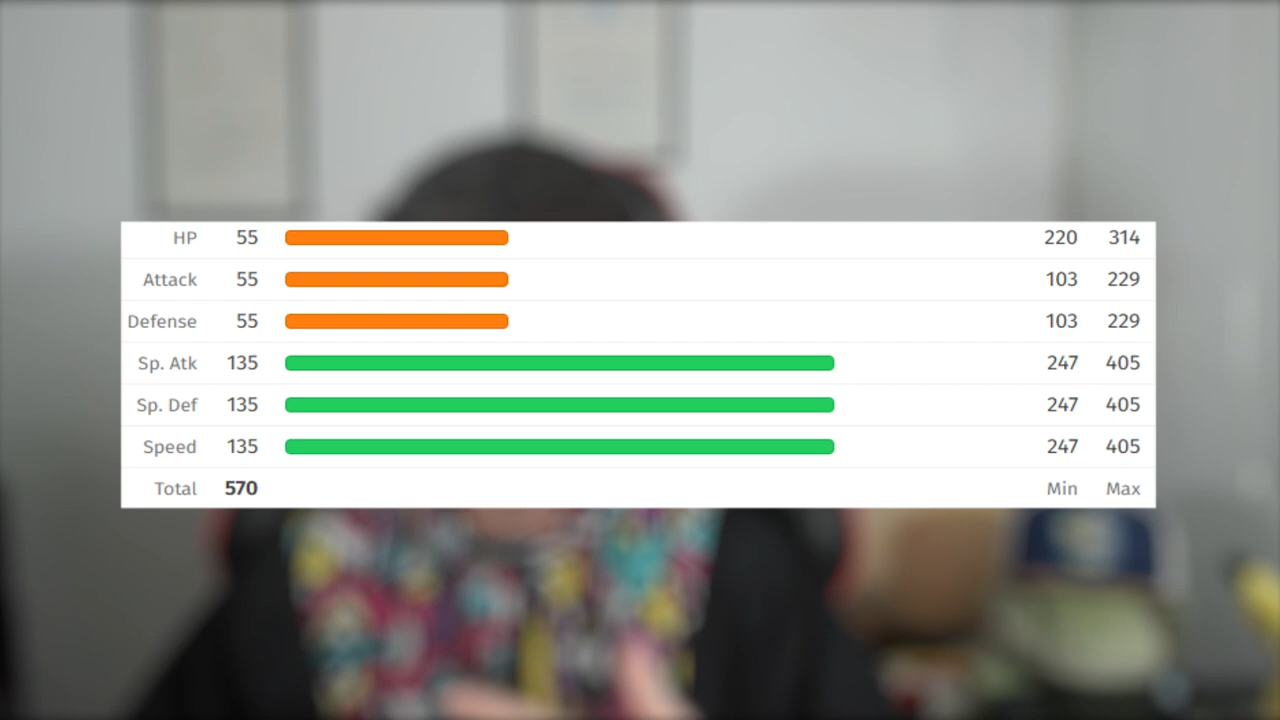 HP 55 220 314
Attack 55 103 229
Defense 55 103 229
Sp. Atk 135 247 405
Sp. Def 135 247 405
Speed 135 247 405
Total 570 Min Max